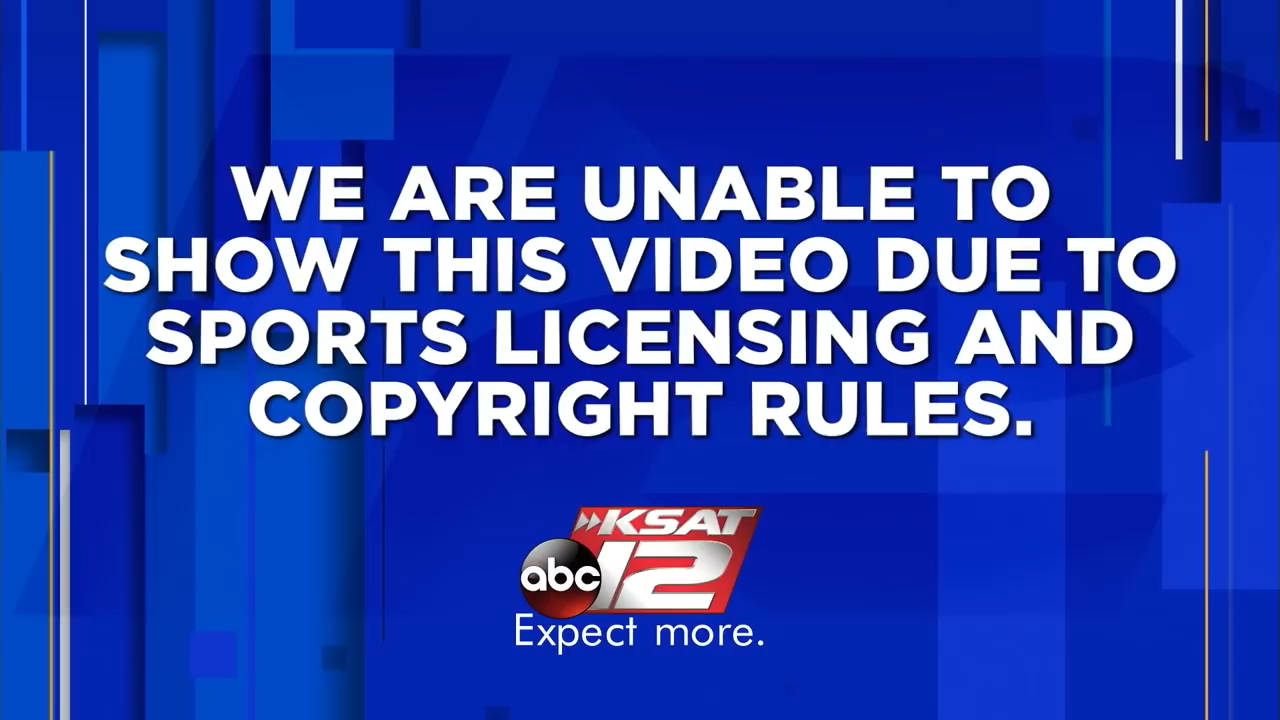 WE ARE UNABLE TO
SHOW THIS VIDEO DUE TO
SPORTS LICENSING AND
COPYRIGHT RULES.
KSAT
abc 12
Expect more.